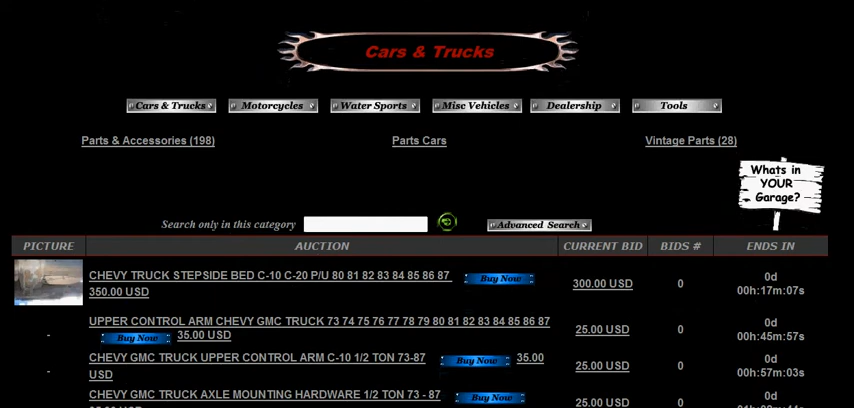 Cars & Trucks
Cars & Trucks Motorcycles Water Sports Misc Vehicles Dealership Tools
Parts & Accessories (198) Parts Cars Vintage Parts (28)
Whats in
YOUR
Garage?
Search only in this category Advanced Search
PICTURE AUCTION CURRENT BID BIDS # ENDS IN
CHEVY TRUCK STEPSIDE BED C-10 C-20 P/U 80 81 82 83 84 85 86 87 Buy Now
350.00 USD
300.00 USD 0 0d
00h:17m:07s
- UPPER CONTROL ARM CHEVY GMC TRUCK 73 74 75 76 77 78 79 80 81 82 83 84 85 86 87
Buy Now 35.00 USD
25.00 USD 0 0d
00h:45m:57s
- CHEVY GMC TRUCK UPPER CONTROL ARM C-10 1/2 TON 73-87 Buy Now 35.00
USD
25.00 USD 0 0d
00h:57m:03s
CHEVY GMC TRUCK AXLE MOUNTING HARDWARE 1/2 TON 73 - 87 Buy Now
25.00 USD 0 0d